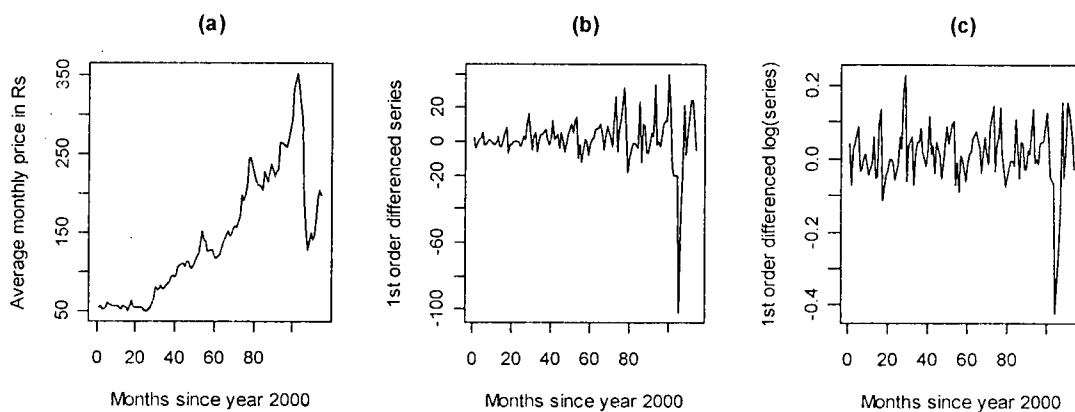 (a)
Average monthly price in Rs
350
250
150
50
0 20 40 60 80
Months since year 2000
(b)
1st order differenced series
20
-20
-60
-100
0 20 40 60 80
Months since year 2000
(c)
1st order differenced log(series)
0.2
0.0
-0.2
-0.4
0 20 40 60 80
Months since year 2000